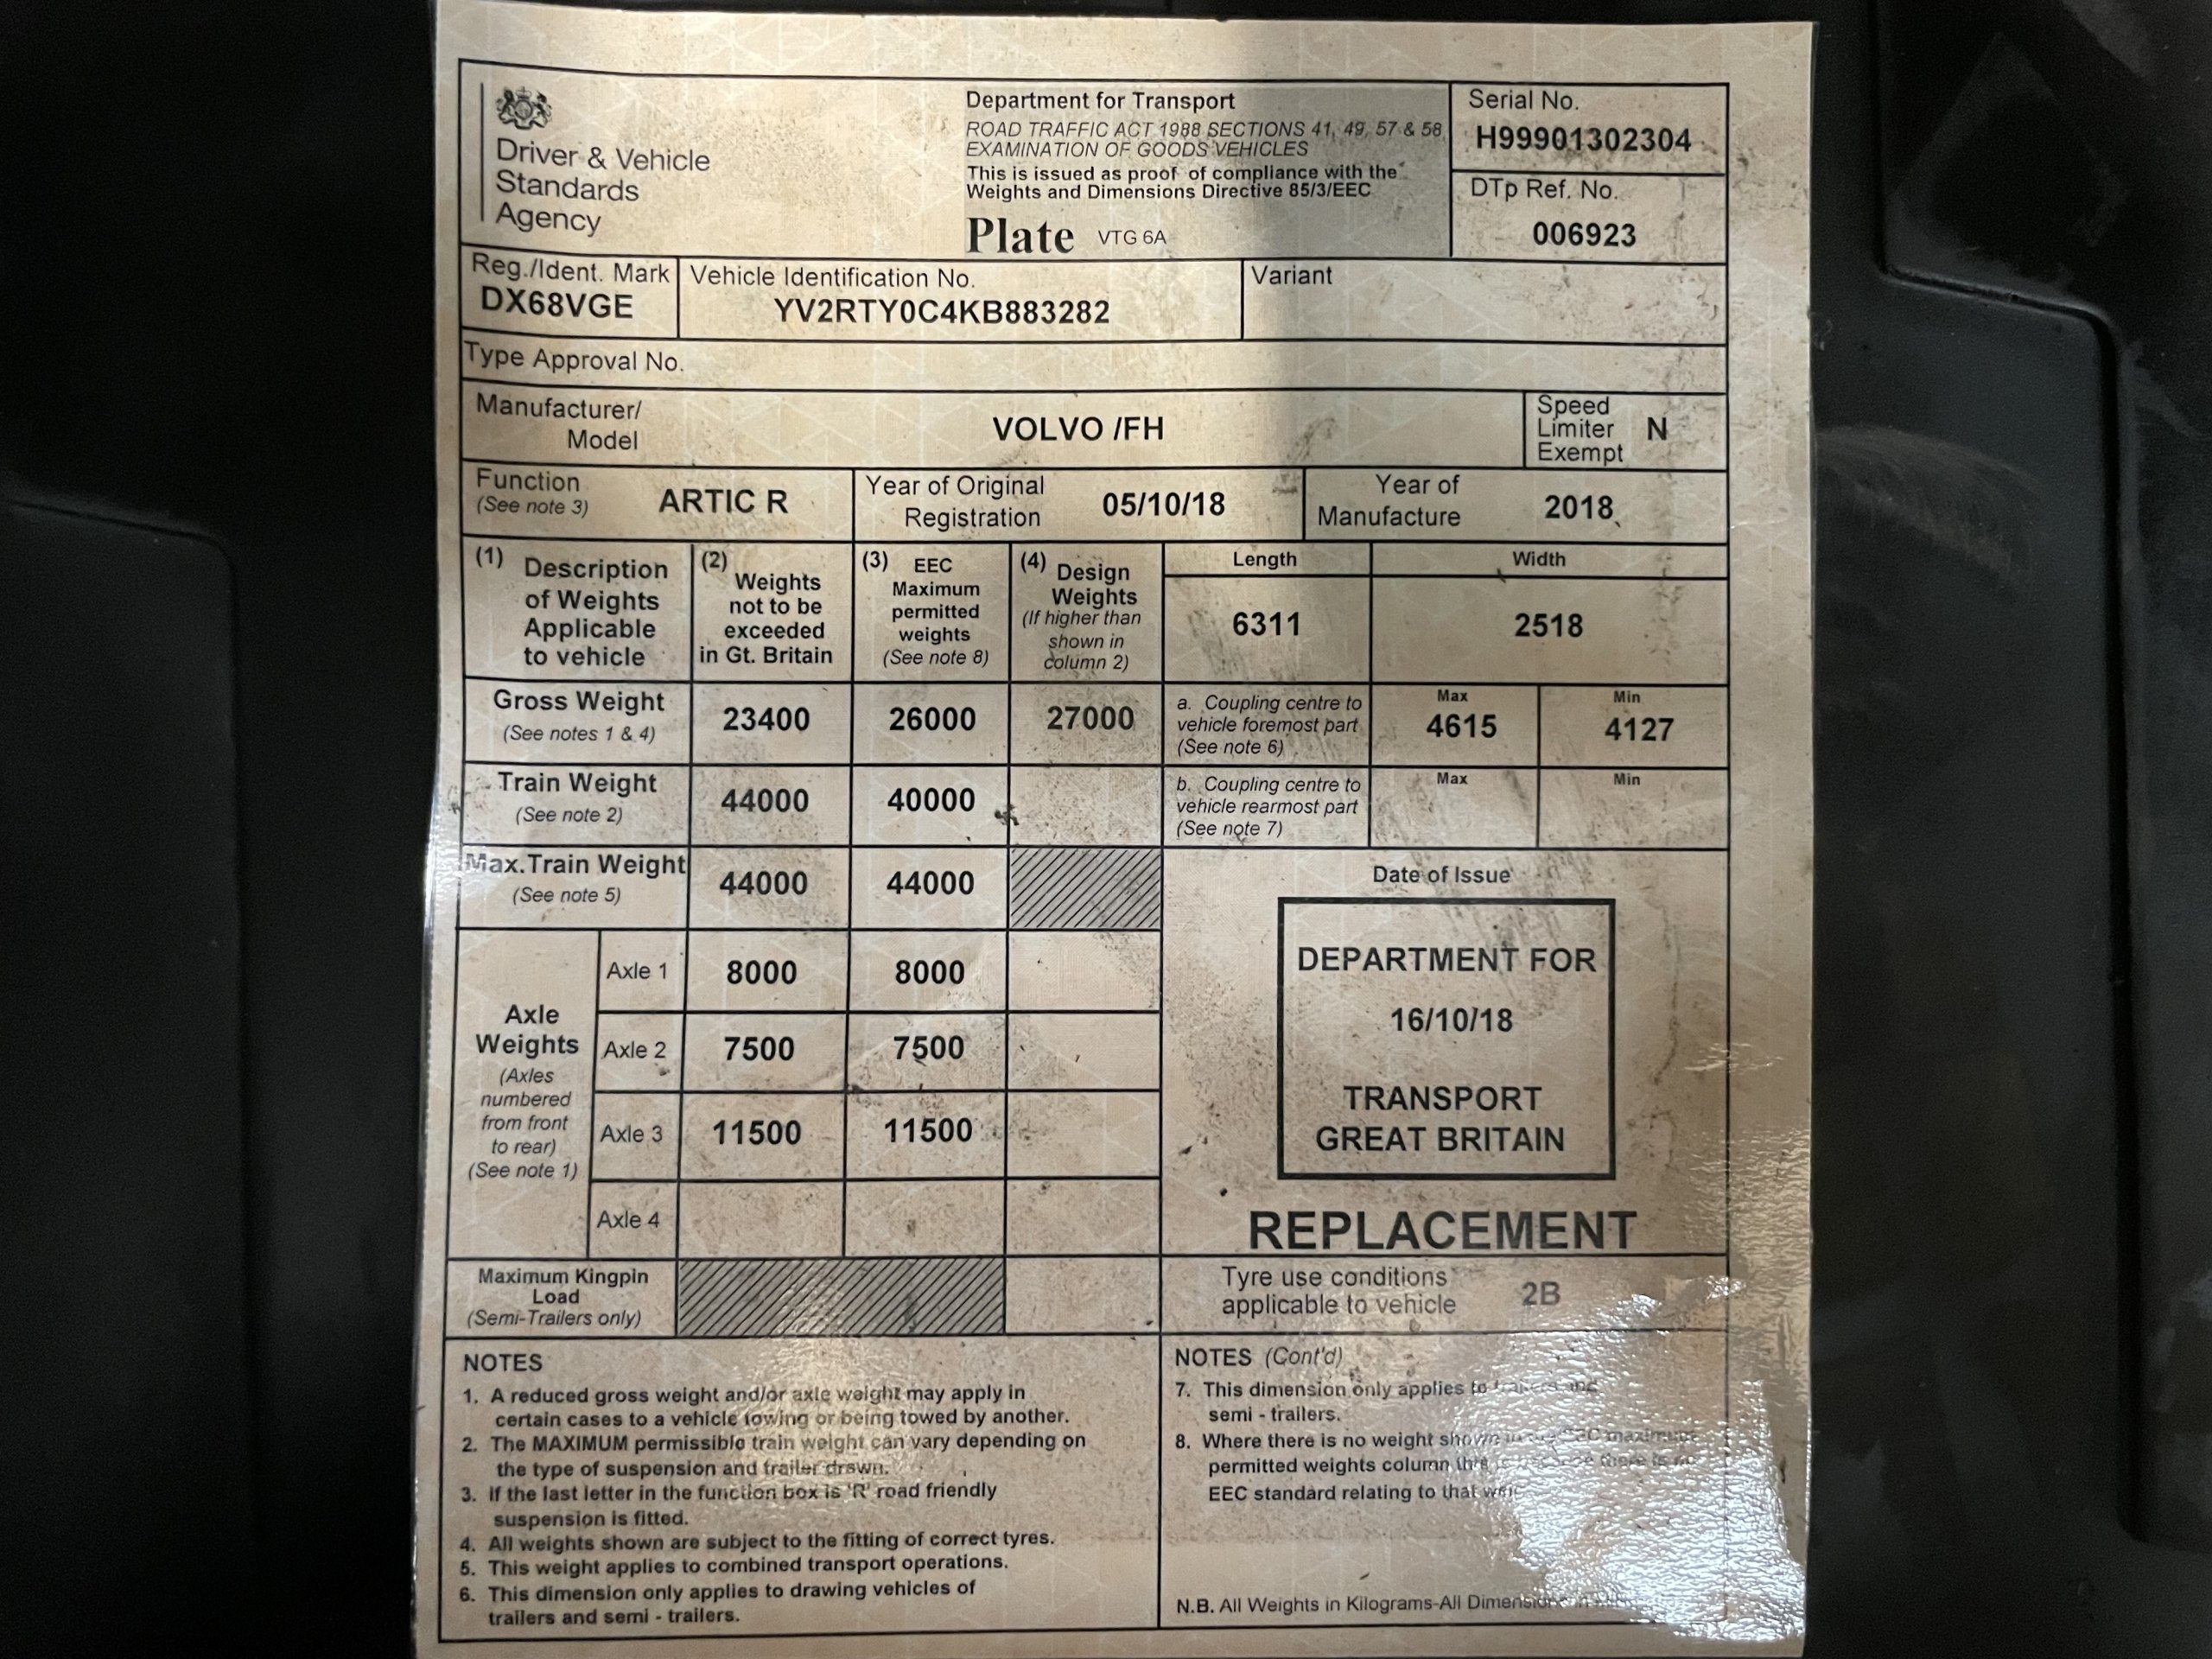 Driver & Vehicle
Standards
Agency
Department for Transport
ROAD TRAFFIC ACT 1988 SECTIONS 41, 49, 57 & 58
EXAMINATION OF GOODS VEHICLES
This is issued as proof of compliance with the
Weights and Dimensions Directive 85/3/EEC
Plate VTG 6A
Serial No.
H99901302304
DTp Ref. No.
006923
Reg./Ident. Mark
DX68VGE
Vehicle Identification No.
YV2RTY0C4KB883282
Variant
Type Approval No.
Manufacturer/
Model
VOLVO /FH
Speed
Limiter
Exempt
N
Function
(See note 3)
ARTIC R
Year of Original
Registration
05/10/18
Year of
Manufacture
2018
(1) Description
of Weights
Applicable
to vehicle
(2) Weights
not to be
exceeded
in Gt. Britain
(3) EEC
Maximum
permitted
weights
(See note 8)
(4) Design
Weights
(If higher than
shown in
column 2)
Length
6311
Width
2518
Gross Weight
(See notes 1 & 4)
23400
26000
27000
a. Coupling centre to
vehicle foremost part
(See note 6)
Max
4615
Min
4127
Train Weight
(See note 2)
44000
40000
b. Coupling centre to
vehicle rearmost part
(See note 7)
Max
Min
Max.Train Weight
(See note 5)
44000
44000
Axle
Weights
(Axles
numbered
from front
to rear)
(See note 1)
Axle 1
8000
8000
Axle 2
7500
7500
Axle 3
11500
11500
Axle 4
Date of Issue
DEPARTMENT FOR
16/10/18
TRANSPORT
GREAT BRITAIN
REPLACEMENT
Maximum Kingpin
Load
(Semi-Trailers only)
Tyre use conditions
applicable to vehicle
2B
NOTES
1. A reduced gross weight and/or axle weight may apply in
certain cases to a vehicle towing or being towed by another.
2. The MAXIMUM permissible train weight can vary depending on
the type of suspension and trailer drawn.
3. If the last letter in the function box is 'R' road friendly
suspension is fitted.
4. All weights shown are subject to the fitting of correct tyres.
5. This weight applies to combined transport operations.
6. This dimension only applies to drawing vehicles of
trailers and semi - trailers.
NOTES (Cont'd)
7. This dimension only applies to trailers and
semi - trailers.
8. Where there is no weight shown in the EEC maximum
permitted weights column this is because there is no
EEC standard relating to that
N.B. All Weights in Kilograms-All Dimensions in